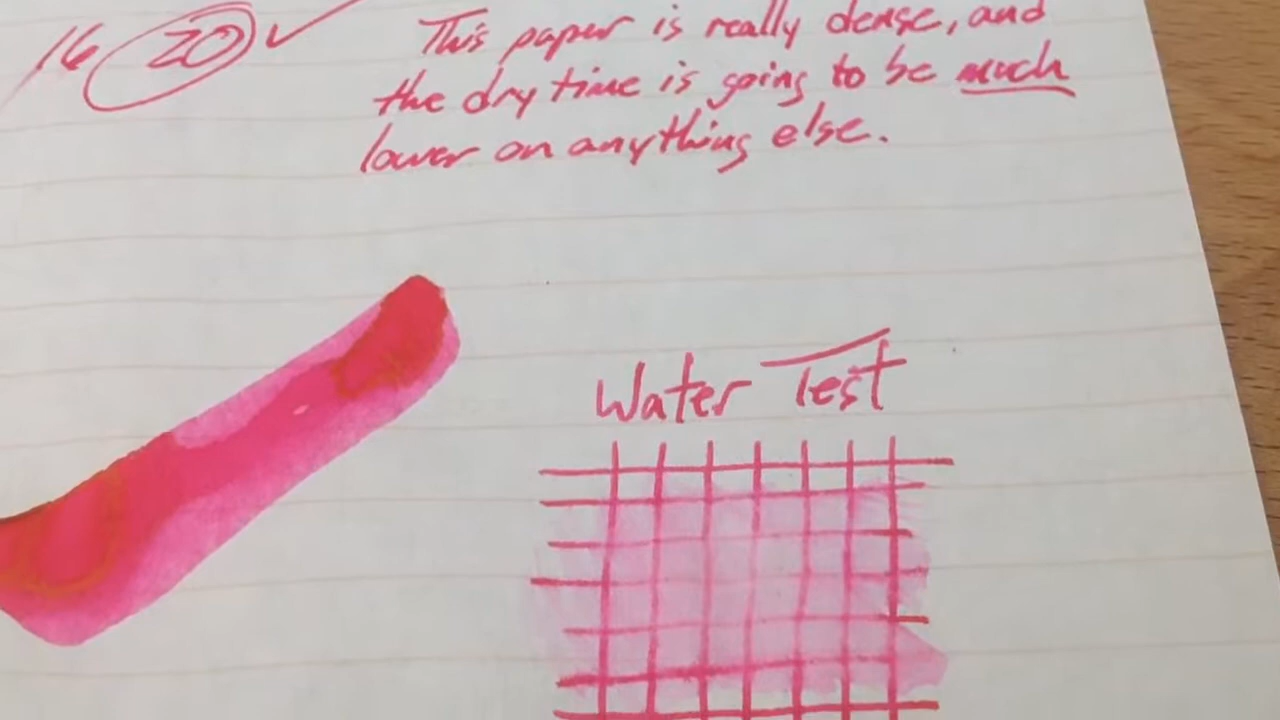 16 20 ✓
This paper is really dense, and
the dry time is going to be much
lower on anything else.
Water Test